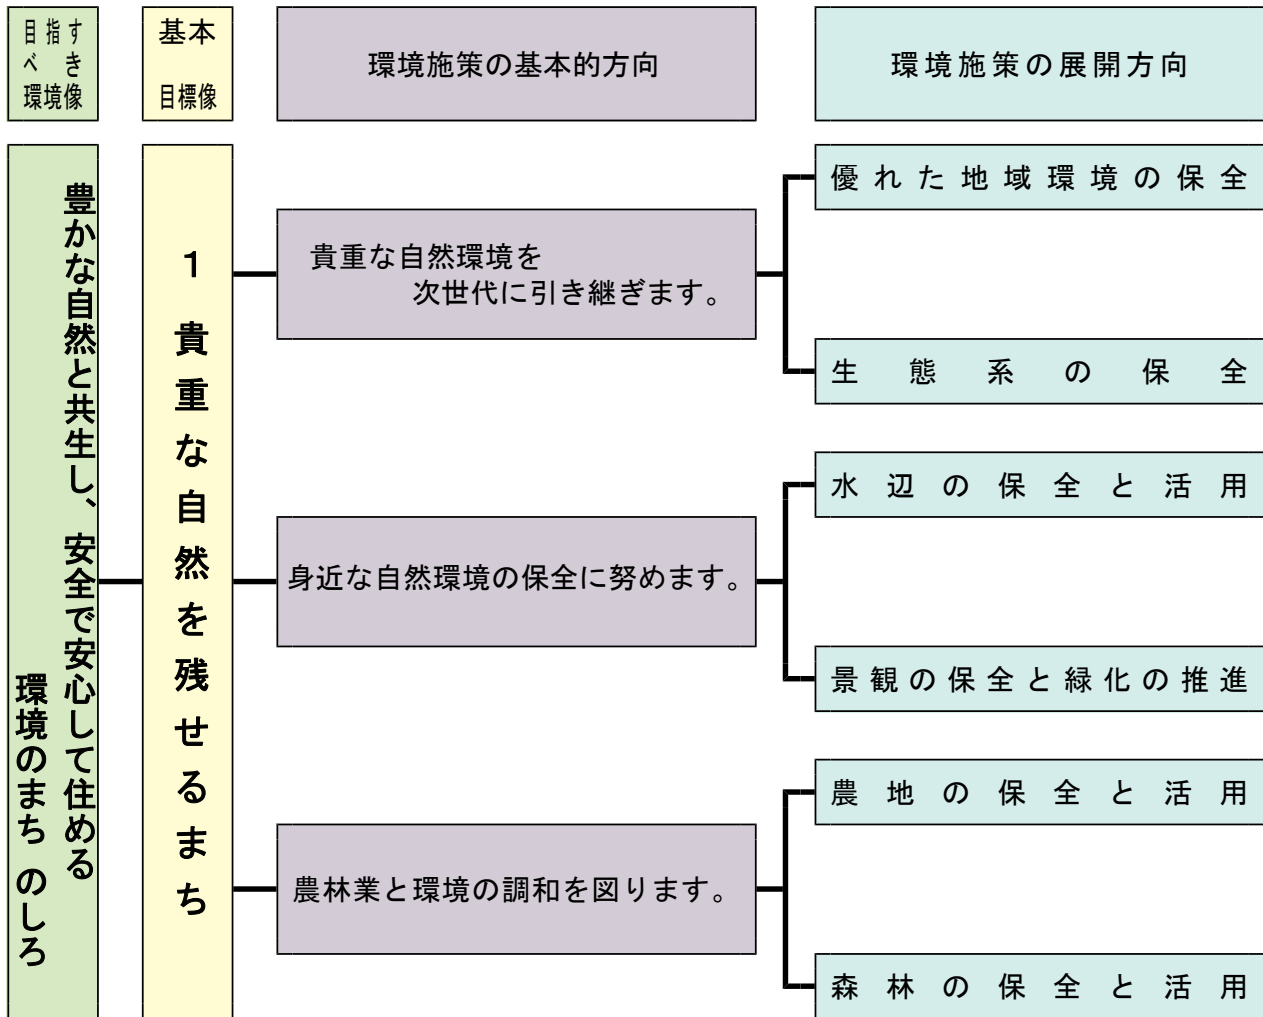 目指す
べき
環境像
基本
目標像
環境施策の基本的方向
環境施策の展開方向
豊かな自然と共生し、安全で安心して住める
環境のまち のしろ
1 貴重な自然を残せるまち
貴重な自然環境を
次世代に引き継ぎます。
優れた地域環境の保全
生態系の保全
身近な自然環境の保全に努めます。
水辺の保全と活用
景観の保全と緑化の推進
農林業と環境の調和を図ります。
農地の保全と活用
森林の保全と活用